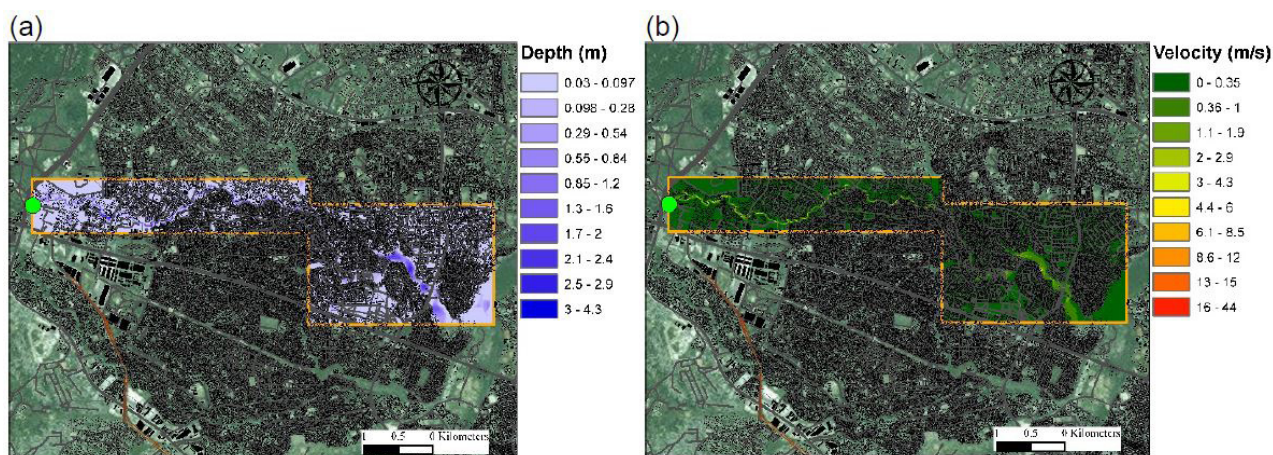 (a)
Depth (m)
0.03 - 0.097
0.098 - 0.28
0.29 - 0.54
0.55 - 0.84
0.85 - 1.2
1.3 - 1.6
1.7 - 2
2.1 - 2.4
2.5 - 2.9
3 - 4.3
1 0.5 0 Kilometers
(b)
Velocity (m/s)
0 - 0.35
0.36 - 1
1.1 - 1.9
2 - 2.9
3 - 4.3
4.4 - 6
6.1 - 8.5
8.6 - 12
13 - 15
16 - 44
1 0.5 0 Kilometers